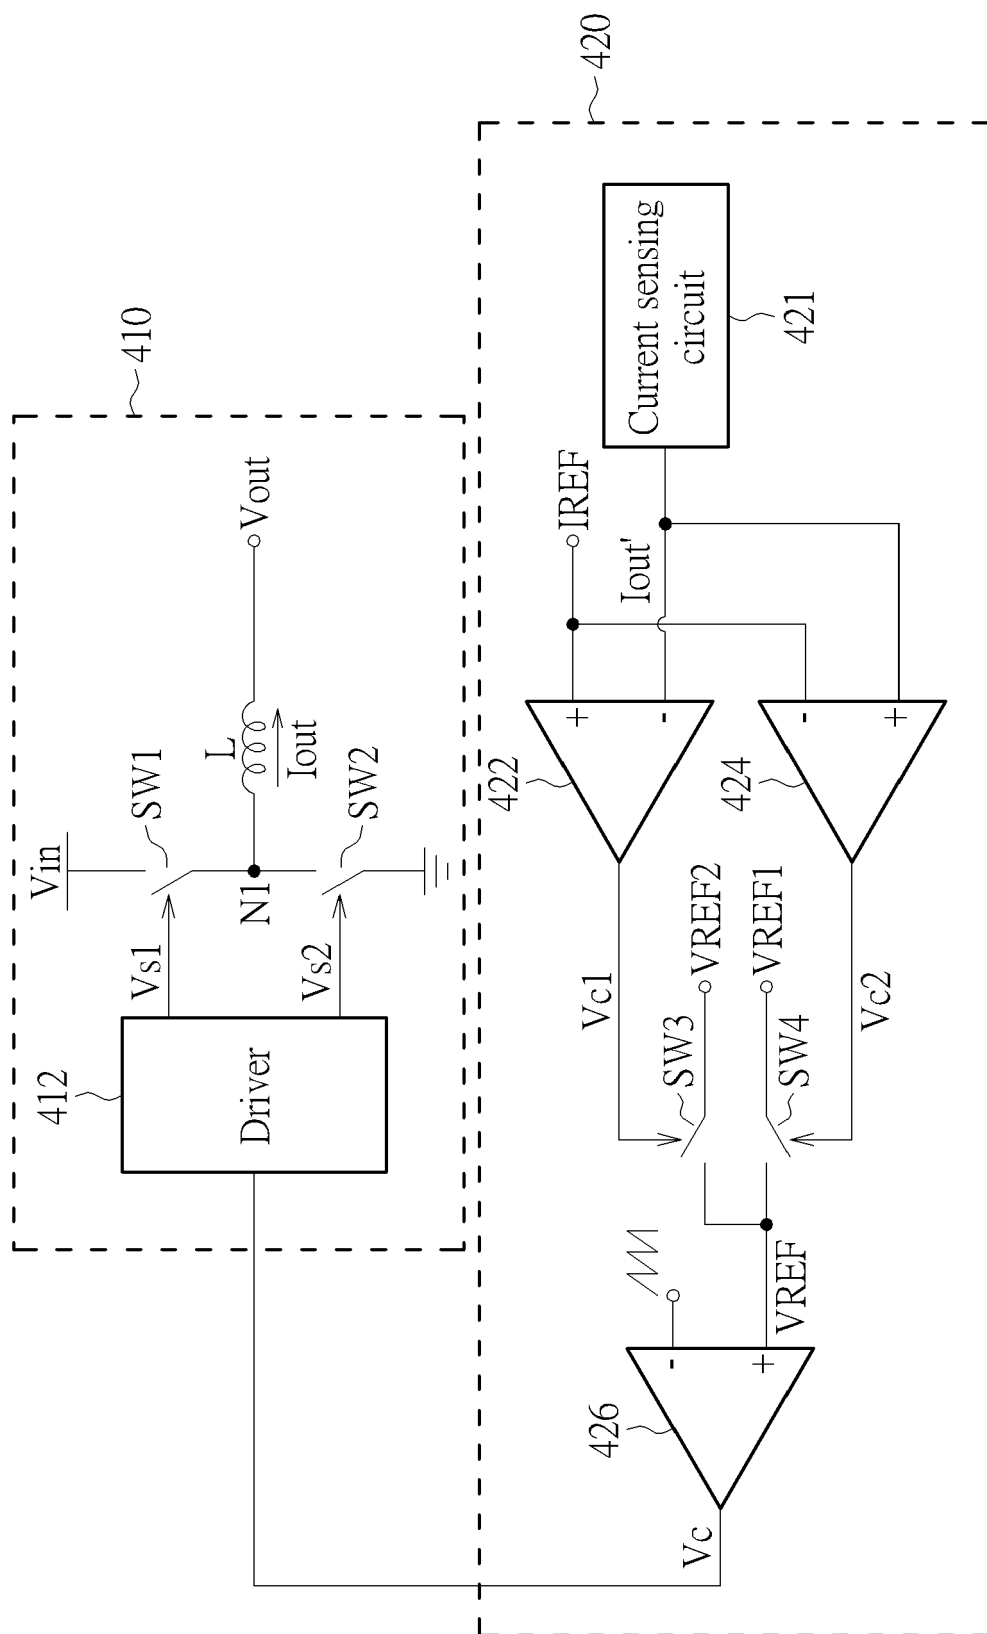 410
412
Driver
Vs1
Vs2
Vin
SW1
N1
SW2
L
Iout
Vout
420
Vc
426
-
+
VREF
SW3
SW4
VREF2
VREF1
Vc1
Vc2
422
+
-
424
-
+
IREF
Iout'
Current sensing
circuit
421